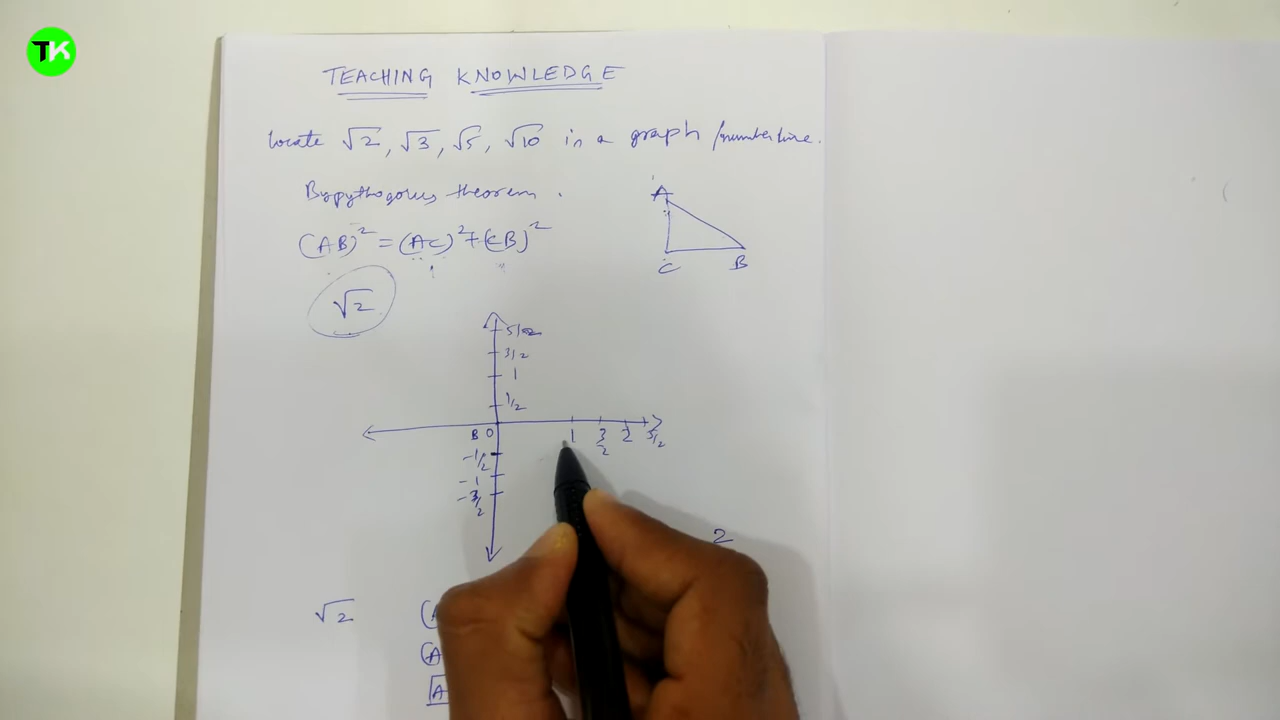 TK
TEACHING KNOWLEDGE
Locate √2, √3, √5, √10 in a graph /number line.
By pythagorus theorem.
(AB)² = (AC)² + (CB)²
A
C B
√2
5/2
3/2
1
1/2
B 0 1 3/2 2 5/2
-1/2
-1
-3/2
2
√2 (A
(A
A